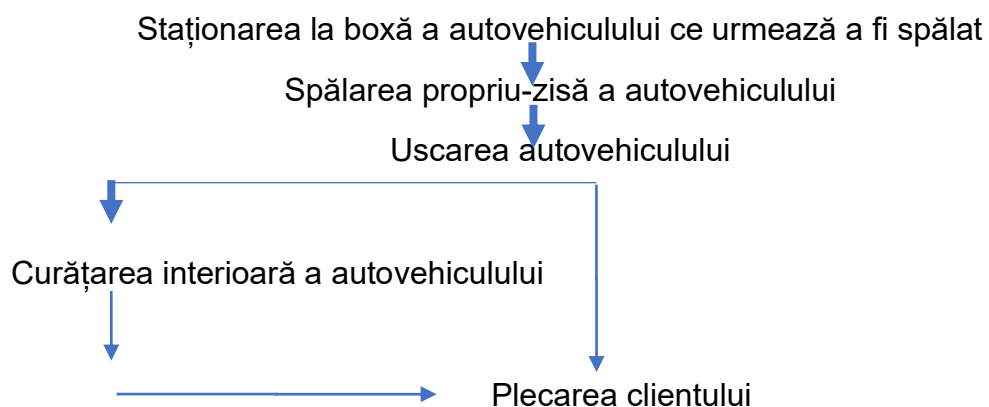 Staționarea la boxă a autovehiculului ce urmează a fi spălat
Spălarea propriu-zisă a autovehiculului
Uscarea autovehiculului
Curățarea interioară a autovehiculului
Plecarea clientului